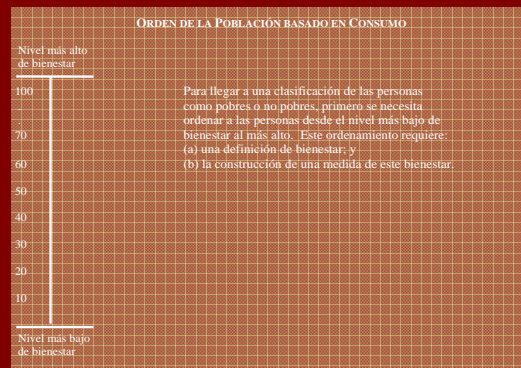 ORDEN DE LA POBLACIÓN BASADO EN CONSUMO
Nivel más alto
de bienestar
100
.
.
70
60
50
40
30
20
10
Nivel más bajo
de bienestar
Para llegar a una clasificación de las personas
como pobres o no pobres, primero se necesita
ordenar a las personas desde el nivel más bajo de
bienestar al más alto. Este ordenamiento requiere:
(a) una definición de bienestar; y
(b) la construcción de una medida de este bienestar.